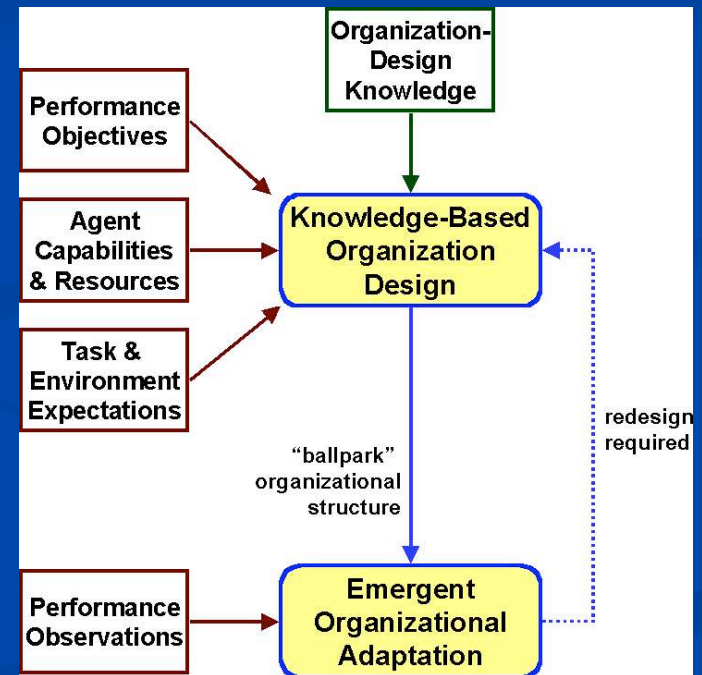 Organization-
Design
Knowledge
Performance
Objectives
Agent
Capabilities
& Resources
Task &
Environment
Expectations
Knowledge-Based
Organization
Design
“ballpark”
organizational
structure
redesign
required
Performance
Observations
Emergent
Organizational
Adaptation